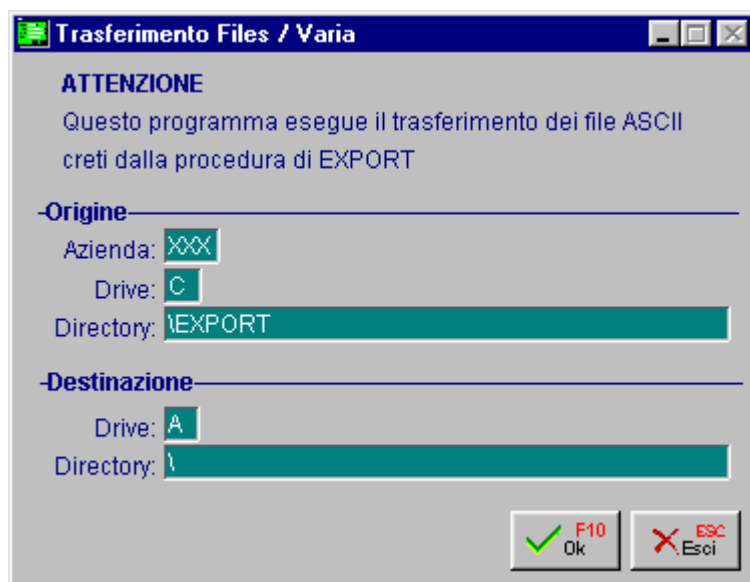 Trasferimento Files / Varia
ATTENZIONE
Questo programma esegue il trasferimento dei file ASCII
creti dalla procedura di EXPORT
Origine
Azienda: XXX
Drive: C
Directory: \EXPORT
Destinazione
Drive: A
Directory: \
F10 ESC
Ok Esci